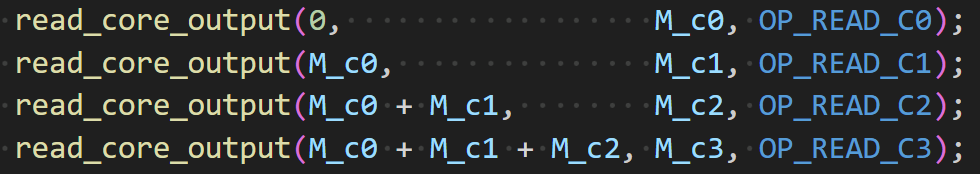 read_core_output(0,                    M_c0, OP_READ_C0);
read_core_output(M_c0,                 M_c1, OP_READ_C1);
read_core_output(M_c0 + M_c1,         M_c2, OP_READ_C2);
read_core_output(M_c0 + M_c1 + M_c2, M_c3, OP_READ_C3);